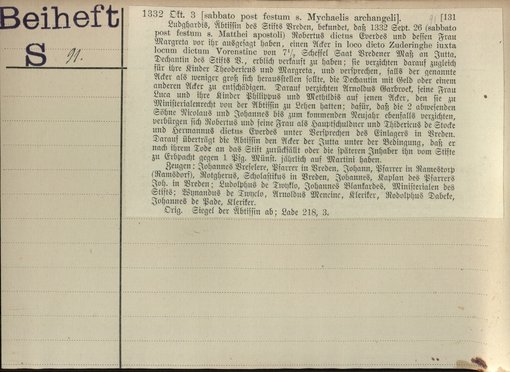 Beiheft
S
91.
91 [131
1332 Okt. 3 [sabbato post festum s. Mychaelis archangeli].
Ludghardis, Äbtissin des Stifts Vreden, bekundet, daß 1332 Sept. 26 (sabbato
post festum s. Matthei apostoli) Robertus dictus Everdes und dessen Frau
Margreta vor ihr ausgesagt haben, einen Acker in loco dicto Zuderinghe iuxta
locum dictum Vorenstine von 7½ Scheffel Saat Vredener Maß an Jutta,
Dechantin des Stifts V., erblich verkauft zu haben; sie verzichten darauf zugleich
für ihre Kinder Theodericus und Margreta, und versprechen, falls der genannte
Acker als weniger groß sich herausstellen sollte, die Dechantin mit Geld oder einem
anderen Acker zu entschädigen. Darauf verzichten Arnoldus Garbrock, seine Frau
Luca und ihre Kinder Philippus und Methildis auf jenen Acker, den sie zu
Ministerialenrecht von der Äbtissin zu Lehen hatten; dafür, daß die 2 abwesenden
Söhne Nicolaus und Johannes bis zum kommenden Neujahr ebenfalls verzichten,
verbürgen sich Robertus und seine Frau als Hauptschuldner und Thidericus de Stocke
und Hermannus dictus Everdes unter Versprechen des Einlagers in Vreden.
Darauf überträgt die Äbtissin den Acker der Jutta unter der Bedingung, daß er
nach ihrem Tode an das Stift zurückfällt oder die späteren Inhaber ihn vom Stifte
zu Erbpacht gegen 1 Pfg. Münst. jährlich auf Martini haben.
Zeugen: Johannes Vreselere, Pfarrer in Vreden, Johann, Pfarrer in Ramestorp
(Ramsdorf), Rotgherus, Scholastikus in Vreden, Johannes, Kaplan des Pfarrers
Joh. in Vreden; Ludolphus de Twyklo, Johannes Blankardes, Ministerialen des
Stifts; Wynandus de Twyclo, Arnoldus Mencinc, Kleriker, Rodolphus Dabeke,
Johannes de Pade, Kleriker.
Orig. Siegel der Äbtissin ab; Lade 218, 3.